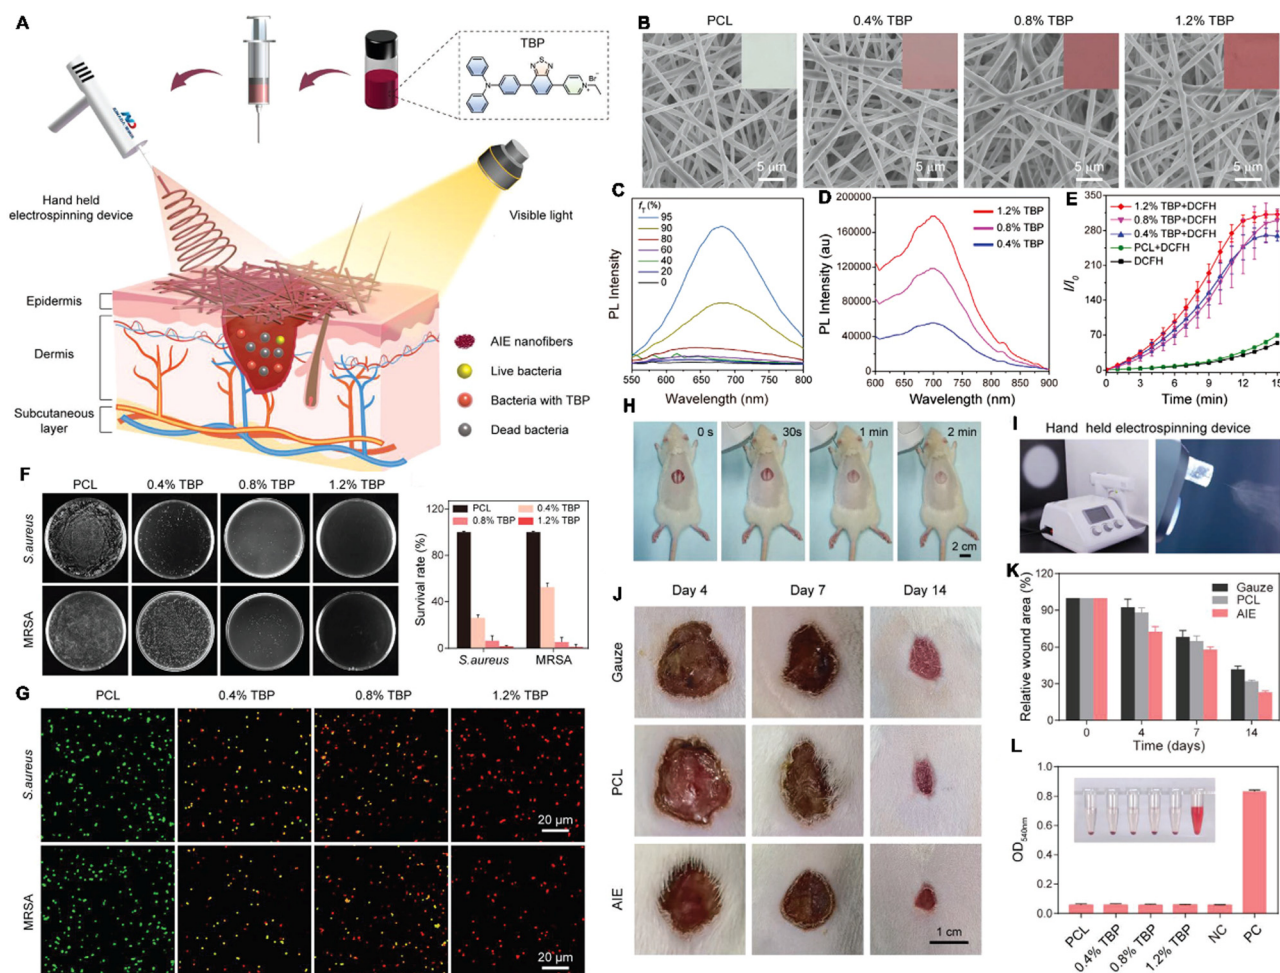 A
TBP
N
S
N
N
Br⁻
N
+
Hand held
electrospinning device
Visible light
Epidermis
Dermis
Subcutaneous
layer
AIE nanofibers
Live bacteria
Bacteria with TBP
Dead bacteria
B
PCL
0.4% TBP
0.8% TBP
1.2% TBP
5 μm
5 μm
5 μm
5 μm
C
f_T (%)
95
90
80
60
40
20
0
PL Intensity
550
600
650
700
750
800
Wavelength (nm)
D
200000
160000
120000
80000
40000
0
PL Intensity (au)
1.2% TBP
0.8% TBP
0.4% TBP
600
650
700
750
800
850
900
Wavelength (nm)
E
350
280
210
140
70
0
I/I₀
1.2% TBP+DCFH
0.8% TBP+DCFH
0.4% TBP+DCFH
PCL+DCFH
DCFH
0
3
6
9
12
15
Time (min)
F
PCL
0.4% TBP
0.8% TBP
1.2% TBP
S.aureus
MRSA
120
80
40
0
Survival rate (%)
PCL
0.4% TBP
0.8% TBP
1.2% TBP
S.aureus
MRSA
G
PCL
0.4% TBP
0.8% TBP
1.2% TBP
S.aureus
20 μm
MRSA
20 μm
H
0 s
30s
1 min
2 min
2 cm
I
Hand held electrospinning device
J
Day 4
Day 7
Day 14
Gauze
PCL
AIE
1 cm
K
120
90
60
30
0
Relative wound area (%)
Gauze
PCL
AIE
0
4
7
14
Time (days)
L
1.0
0.8
0.6
0.4
0.2
0.0
OD540nm
PCL
0.4% TBP
0.8% TBP
1.2% TBP
NC
PC